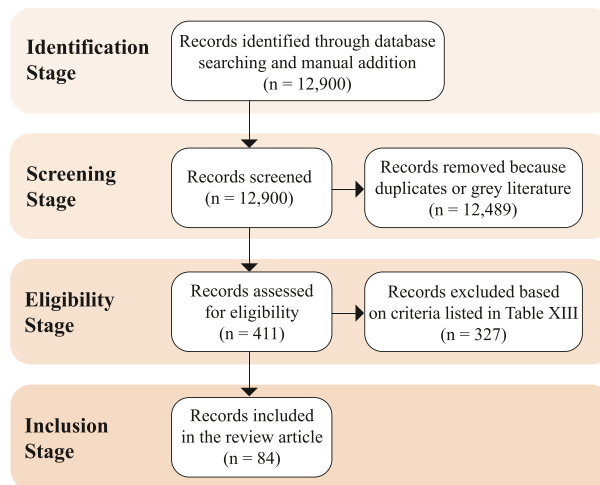 Identification
Stage
Records identified through database
searching and manual addition
(n = 12,900)
Screening
Stage
Records screened
(n = 12,900)
Records removed because
duplicates or grey literature
(n = 12,489)
Eligibility
Stage
Records assessed
for eligibility
(n = 411)
Records excluded based
on criteria listed in Table XIII
(n = 327)
Inclusion
Stage
Records included
in the review article
(n = 84)